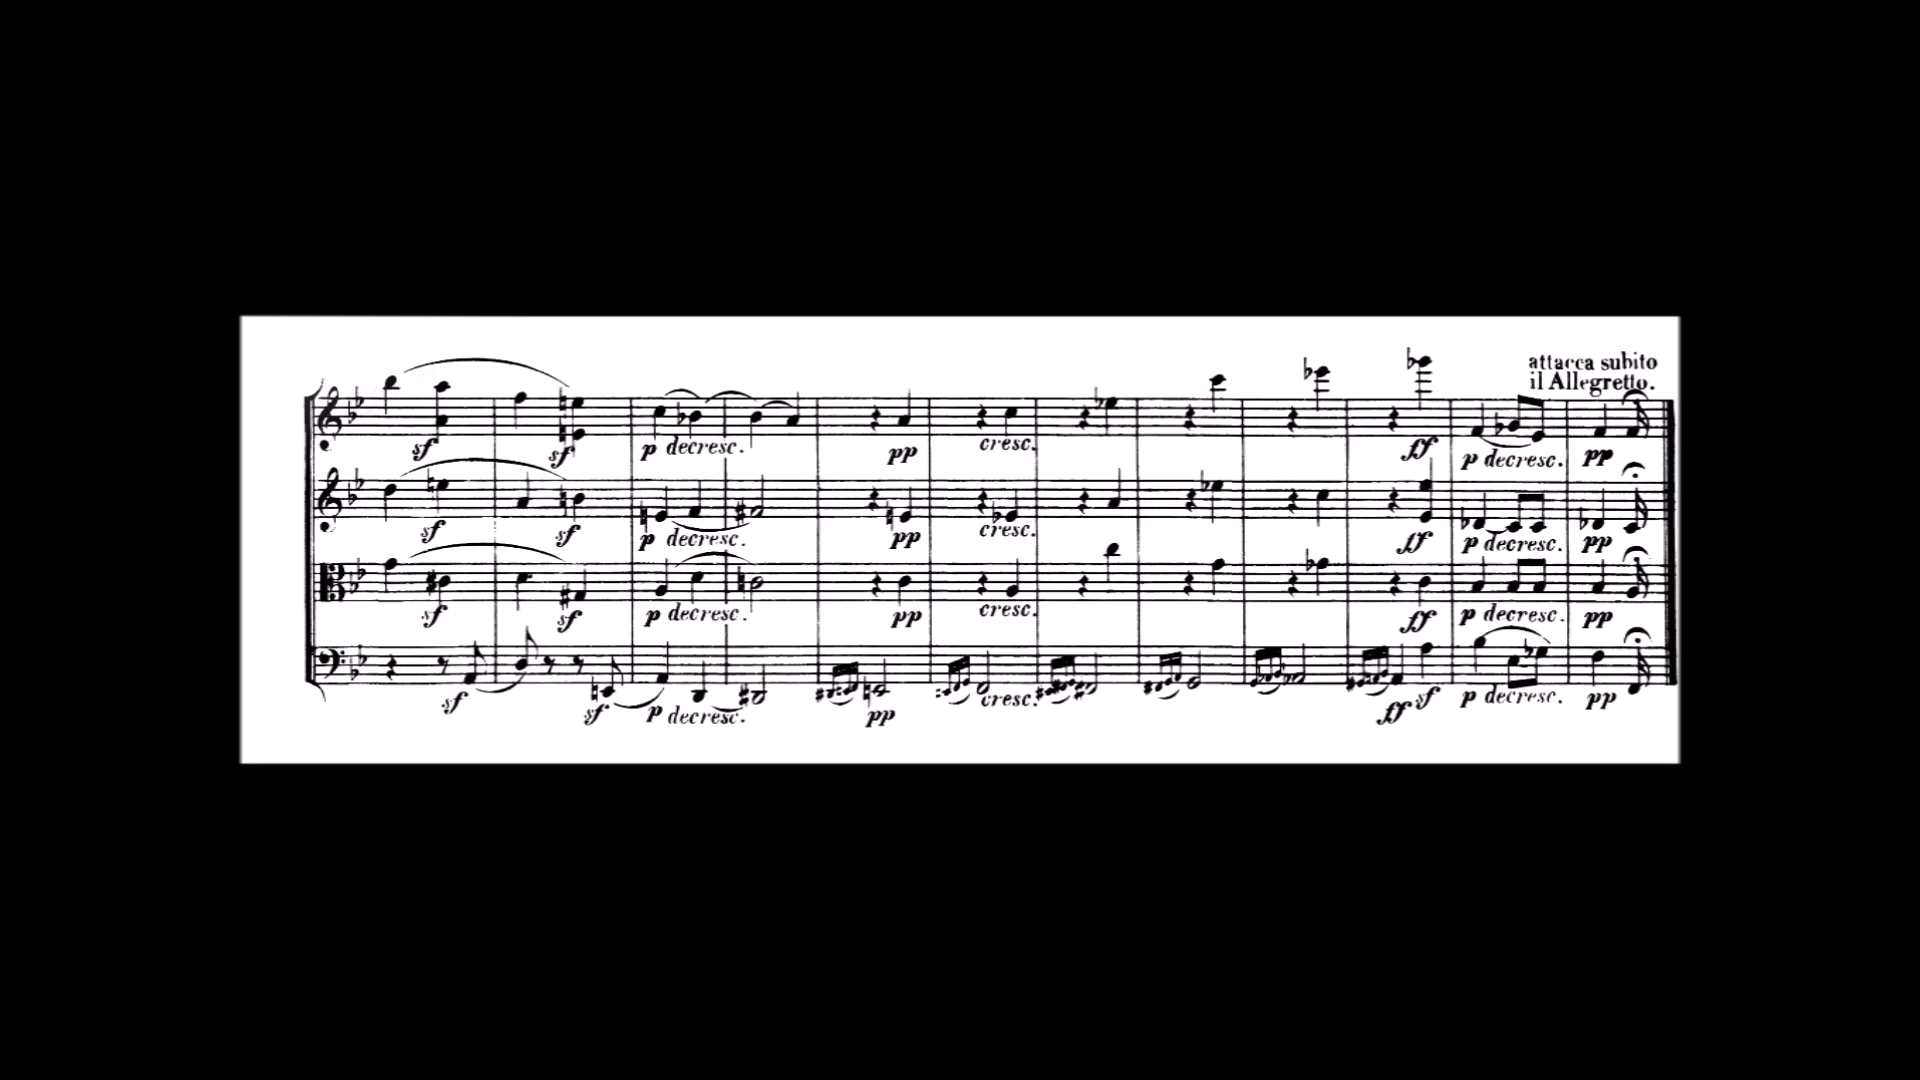 attacca subito
il Allegretto.
sf sf p decresc. pp cresc. ff p decresc. pp
sf sf p decresc. pp cresc. ff p decresc. pp
sf sf p decresc. pp cresc. ff p decresc. pp
sf sf p decresc. pp cresc. ff sf p decresc. pp